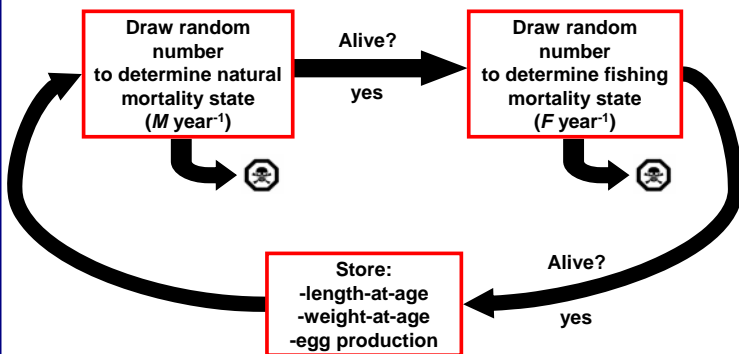 Draw random
number
to determine natural
mortality state
(M year-1)
Alive?
yes
Draw random
number
to determine fishing
mortality state
(F year-1)
Store:
-length-at-age
-weight-at-age
-egg production
Alive?
yes